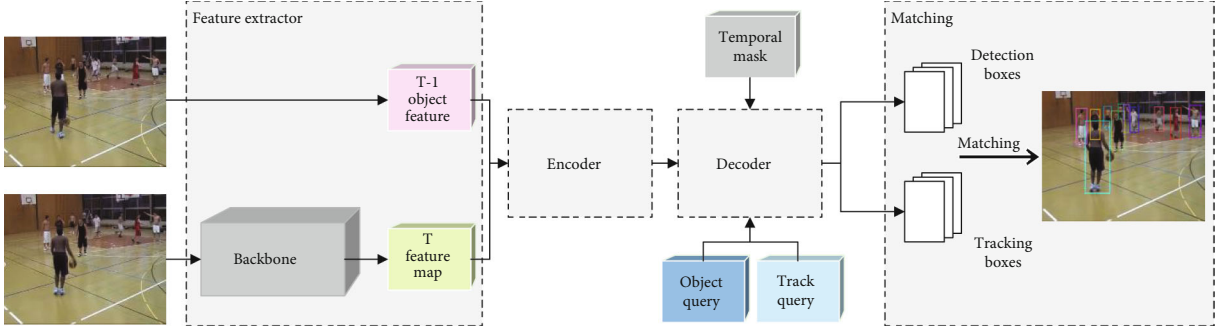 Feature extractor
T-1
object
feature
Backbone
T
feature
map
Encoder
Temporal
mask
Decoder
Object
query
Track
query
Matching
Detection
boxes
Matching
Tracking
boxes